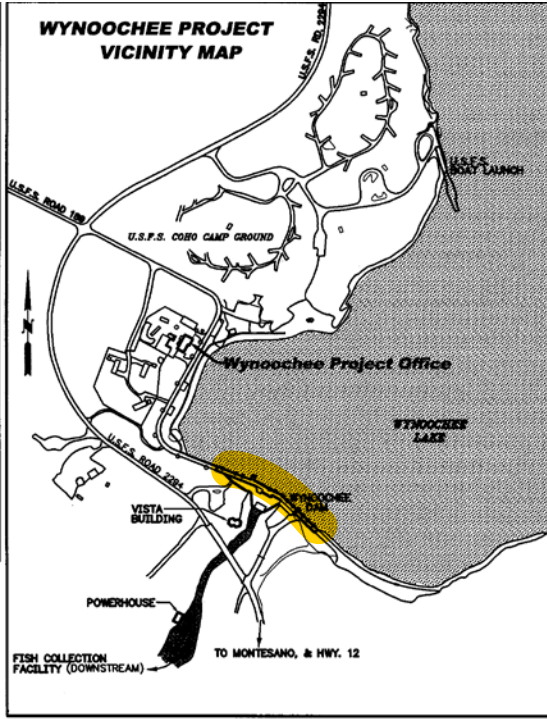 WYNOOCHEE PROJECT
VICINITY MAP
U.S.F.S. RD 2294
U.S.F.S.
BOAT LAUNCH
U.S.F.S. ROAD
U.S.F.S. COHO CAMP GROUND
N
Wynoochee Project Office
WYNOOCHEE
LAKE
U.S.F.S. ROAD 2294
WYNOOCHEE
DAM
VISTA
BUILDING
POWERHOUSE
TO MONTESANO, & HWY. 12
FISH COLLECTION
FACILITY (DOWNSTREAM)